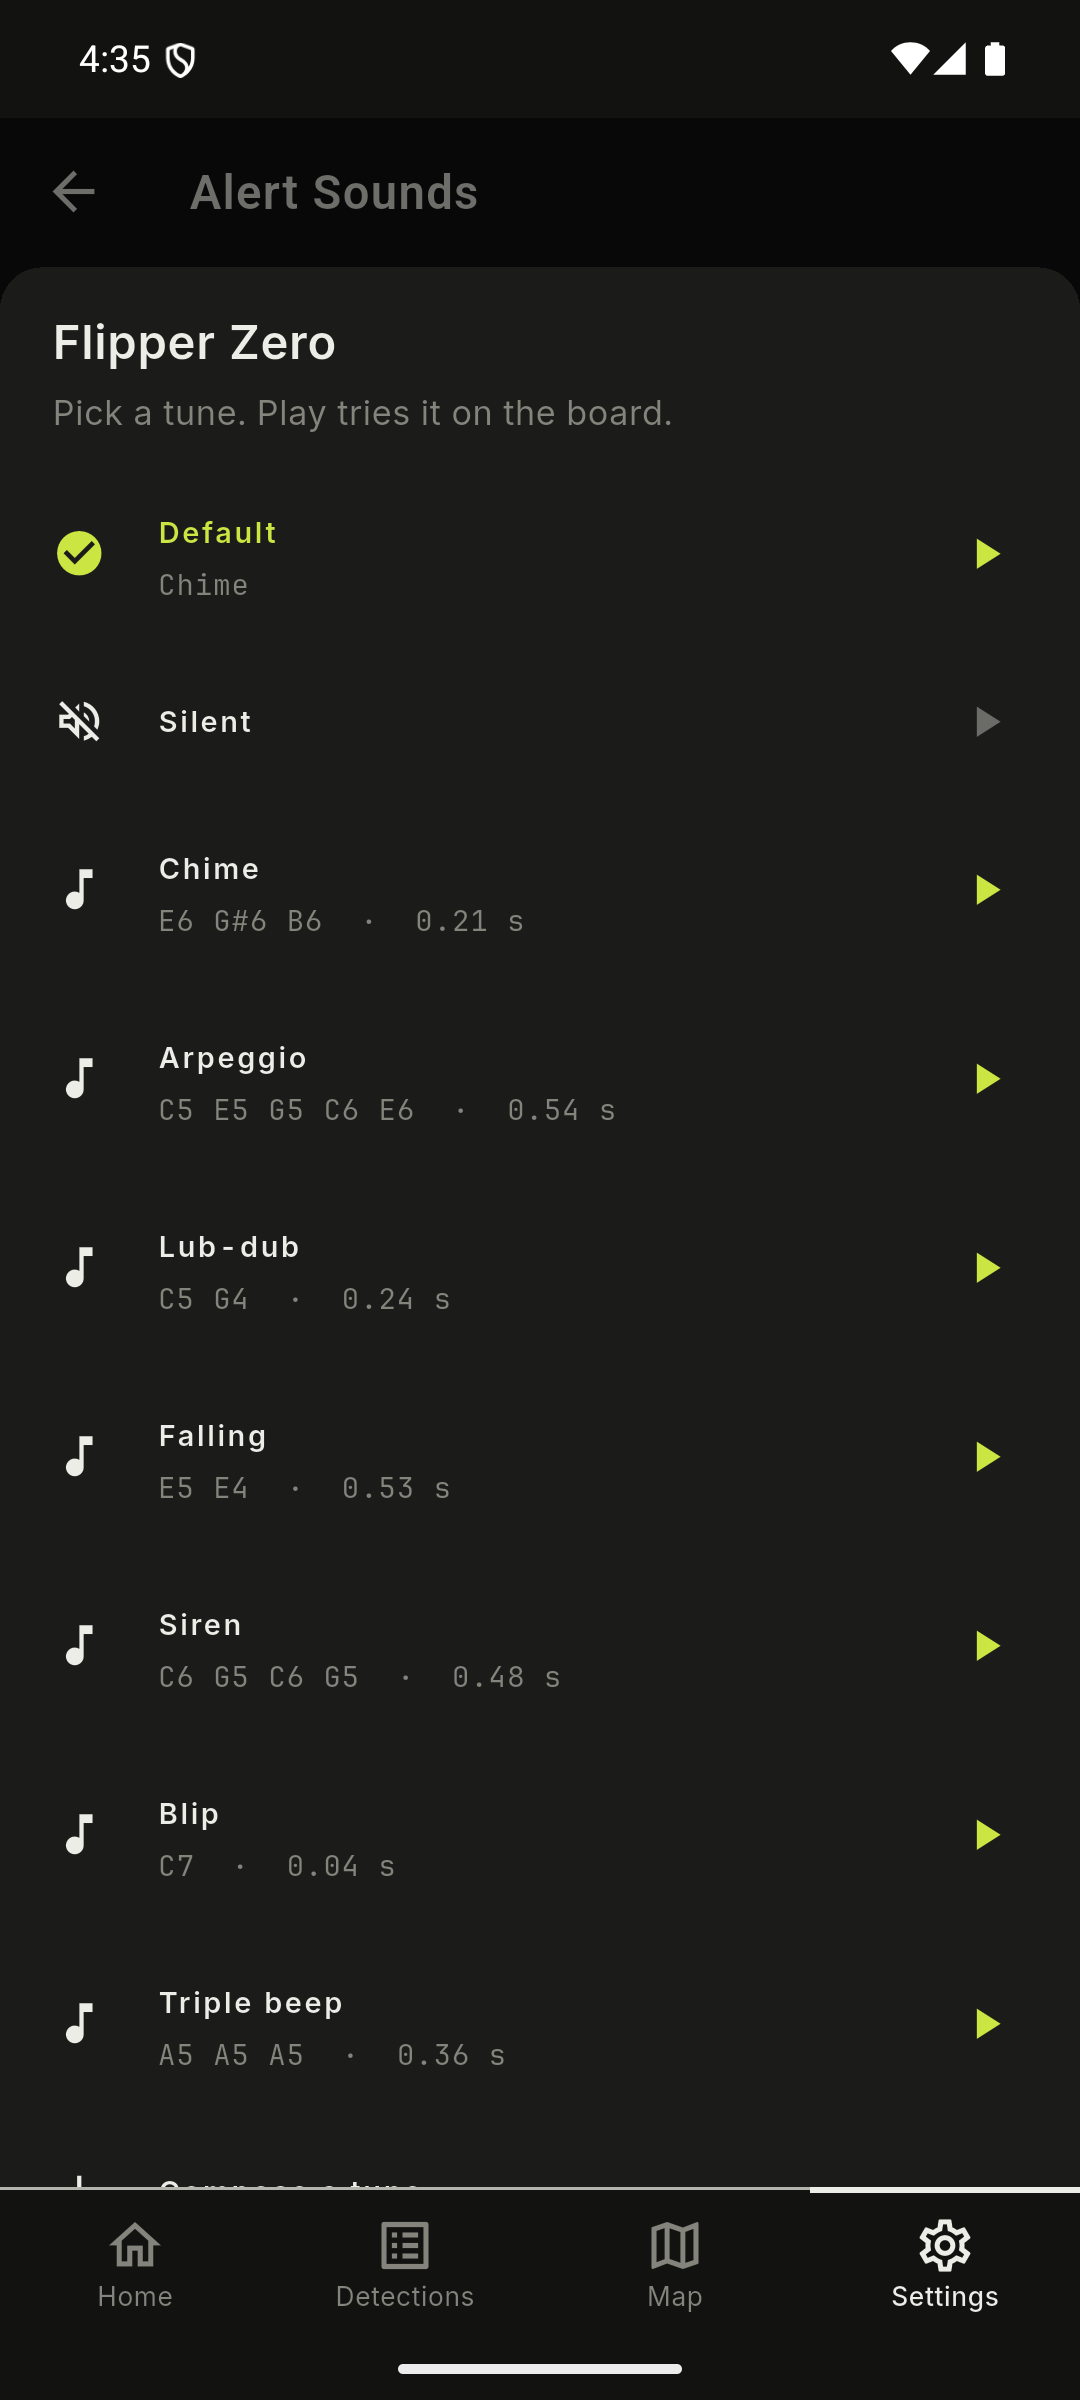 4:35
Alert Sounds
Flipper Zero
Pick a tune. Play tries it on the board.
Default
Chime
Silent
Chime
E6 G#6 B6 · 0.21 s
Arpeggio
C5 E5 G5 C6 E6 · 0.54 s
Lub-dub
C5 G4 · 0.24 s
Falling
E5 E4 · 0.53 s
Siren
C6 G5 C6 G5 · 0.48 s
Blip
C7 · 0.04 s
Triple beep
A5 A5 A5 · 0.36 s
Compose a tune
Home
Detections
Map
Settings